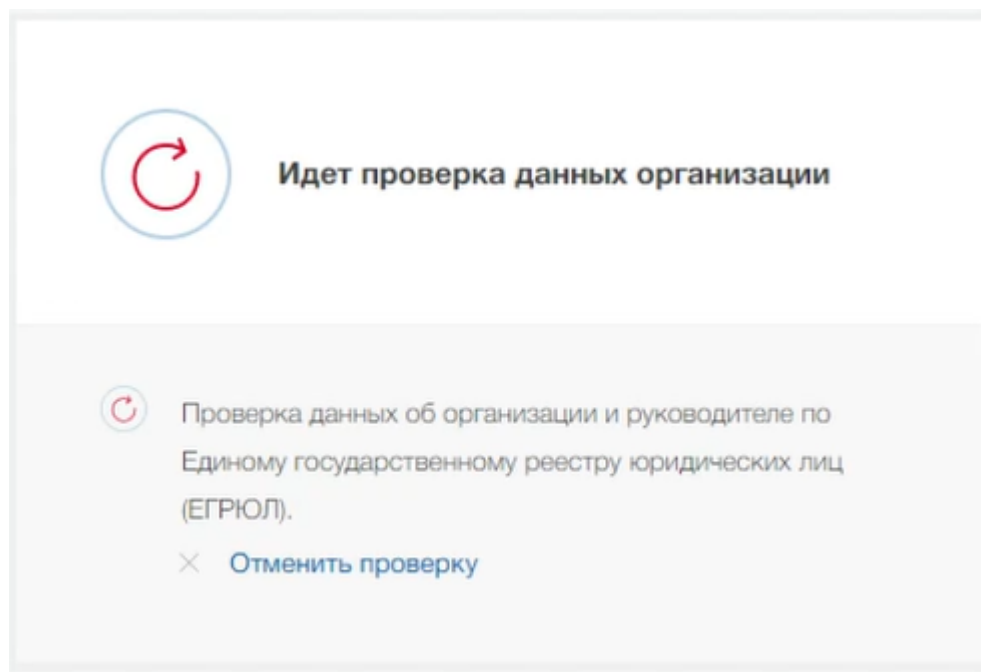 Идет проверка данных организации
Проверка данных об организации и руководителе по
Единому государственному реестру юридических лиц
(ЕГРЮЛ).
Отменить проверку